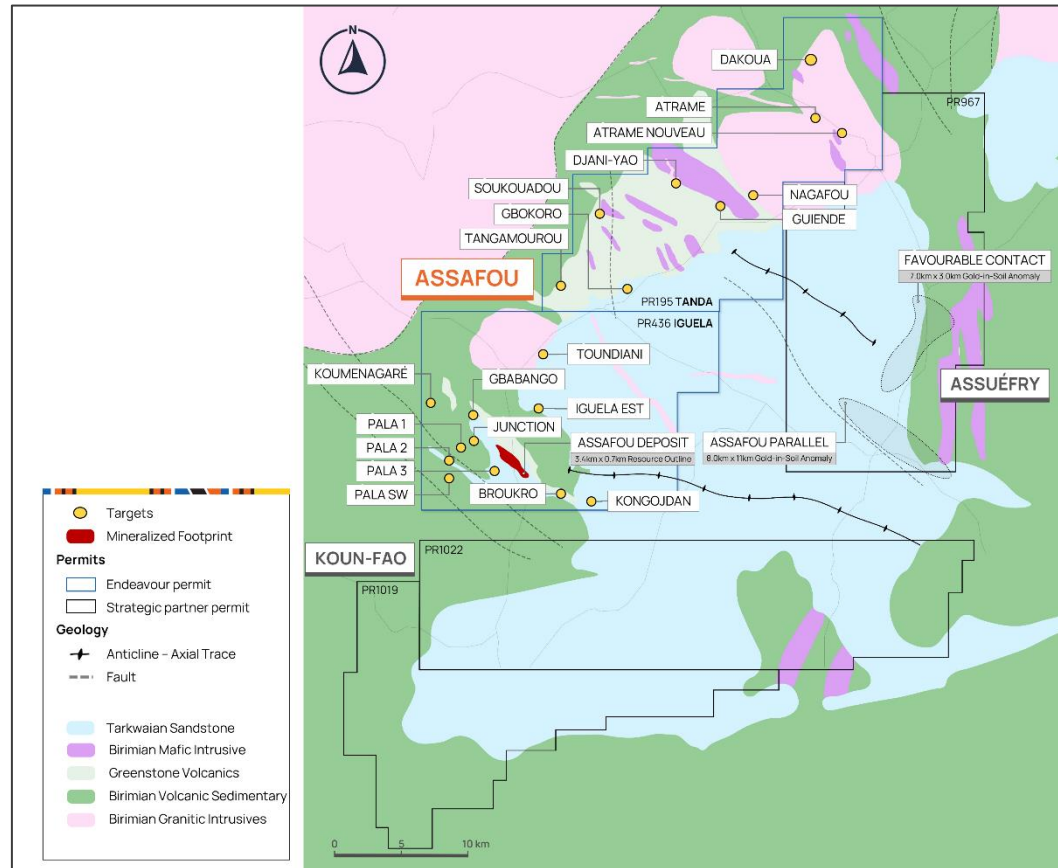 N
DAKOUA
PR967
ATRAME
ATRAME NOUVEAU
DJANI-YAO
SOUKOUADOU
NAGAFOU
GBOKORO
GUIENDE
TANGAMOUROU
FAVOURABLE CONTACT
7.0km x 3.0km Gold-in-Soil Anomaly
ASSAFOU
PR195 TANDA
PR436 IGUELA
TOUNDIANI
KOUMENAGARÉ
GBABANGO
ASSUÉFRY
IGUELA EST
PALA 1
JUNCTION
ASSAFOU DEPOSIT
3.4km x 0.7km Resource Outline
ASSAFOU PARALLEL
8.0km x 1.1km Gold-in-Soil Anomaly
PALA 2
PALA 3
PALA SW
BROUKRO
KONGOJDAN
KOUN-FAO
PR1022
PR1019
Targets
Mineralized Footprint
Permits
Endeavour permit
Strategic partner permit
Geology
Anticline – Axial Trace
Fault
Tarkwaian Sandstone
Birimian Mafic Intrusive
Greenstone Volcanics
Birimian Volcanic Sedimentary
Birimian Granitic Intrusives
0 10 km